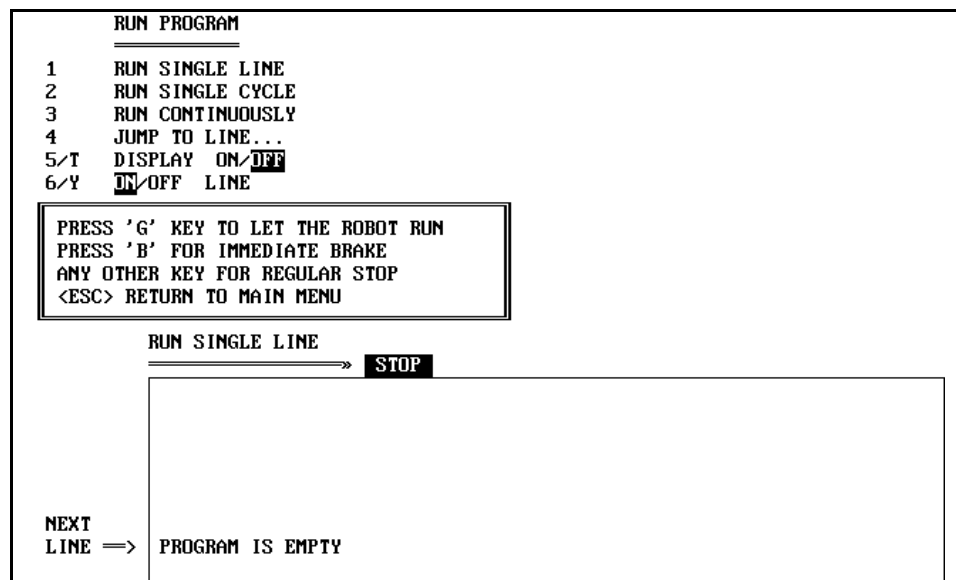 RUN PROGRAM
1 RUN SINGLE LINE
2 RUN SINGLE CYCLE
3 RUN CONTINUOUSLY
4 JUMP TO LINE...
5/T DISPLAY ON/OFF
6/Y ON/OFF LINE
PRESS 'G' KEY TO LET THE ROBOT RUN
PRESS 'B' FOR IMMEDIATE BRAKE
ANY OTHER KEY FOR REGULAR STOP
<ESC> RETURN TO MAIN MENU
RUN SINGLE LINE
══════════» STOP
NEXT
LINE ══> PROGRAM IS EMPTY